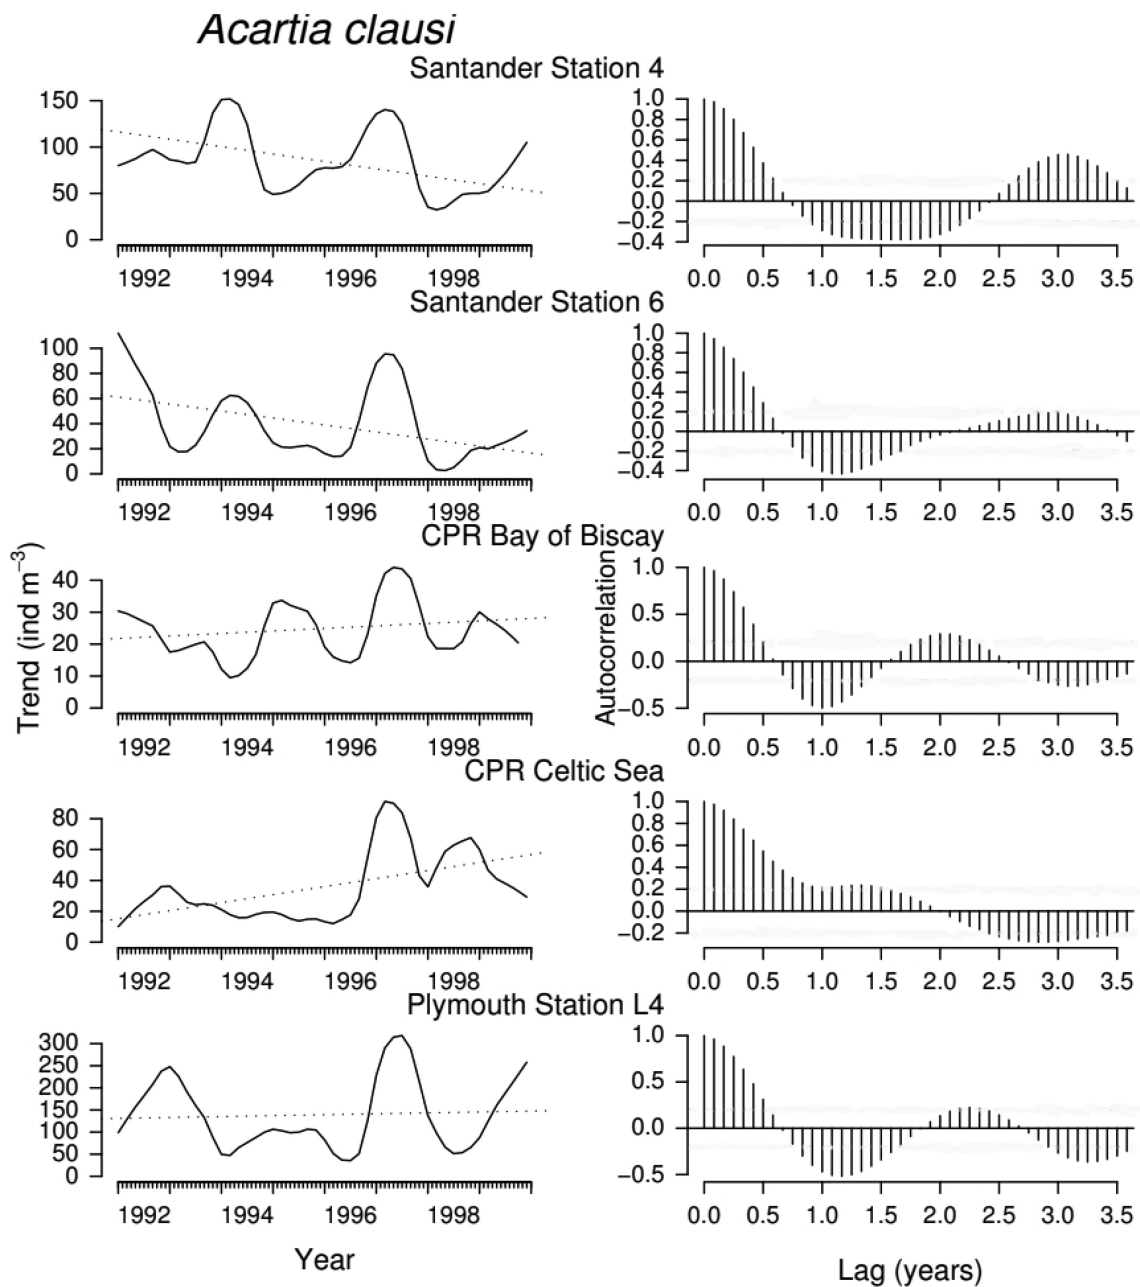 Acartia clausi
Santander Station 4
150
100
50
0
1992 1994 1996 1998
1.0
0.8
0.6
0.4
0.2
0.0
−0.2
−0.4
0.0 0.5 1.0 1.5 2.0 2.5 3.0 3.5
Santander Station 6
100
80
60
40
20
0
1992 1994 1996 1998
1.0
0.8
0.6
0.4
0.2
0.0
−0.2
−0.4
0.0 0.5 1.0 1.5 2.0 2.5 3.0 3.5
CPR Bay of Biscay
Trend (ind m⁻³)
40
30
20
10
0
1992 1994 1996 1998
Autocorrelation
1.0
0.5
0.0
−0.5
0.0 0.5 1.0 1.5 2.0 2.5 3.0 3.5
CPR Celtic Sea
80
60
40
20
0
1992 1994 1996 1998
1.0
0.8
0.6
0.4
0.2
0.0
−0.2
0.0 0.5 1.0 1.5 2.0 2.5 3.0 3.5
Plymouth Station L4
300
250
200
150
100
50
0
1992 1994 1996 1998
Year
1.0
0.5
0.0
−0.5
0.0 0.5 1.0 1.5 2.0 2.5 3.0 3.5
Lag (years)